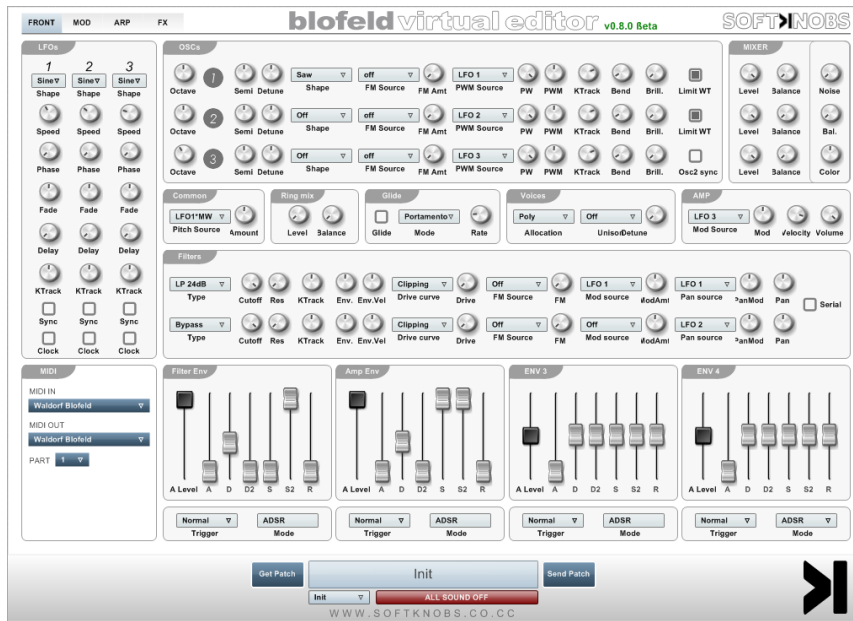 FRONT MOD ARP FX
blofeld virtual editor v0.8.0 ßeta
SOFTKNOBS
LFOs
1 2 3
Sine Sine Sine
Shape Shape Shape
Speed Speed Speed
Phase Phase Phase
Fade Fade Fade
Delay Delay Delay
KTrack KTrack KTrack
Sync Sync Sync
Clock Clock Clock
OSCs
1 Saw off LFO 1
Octave Semi Detune Shape FM Source FM Amt PWM Source PW PWM KTrack Bend Brill. Limit WT
2 Off off LFO 2
Octave Semi Detune Shape FM Source FM Amt PWM Source PW PWM KTrack Bend Brill. Limit WT
3 Off off LFO 3
Octave Semi Detune Shape FM Source FM Amt PWM Source PW PWM KTrack Bend Brill. Osc2 sync
MIXER
Level Balance Noise
Level Balance Bal.
Level Balance Color
Common
LFO1*MW
Pitch Source Amount
Ring mix
Level Balance
Glide
Portamento
Glide Mode Rate
Voices
Poly Off
Allocation Unison Detune
AMP
LFO 3
Mod Source Mod Velocity Volume
Filters
LP 24dB Clipping Off LFO 1 LFO 1
Type Cutoff Res KTrack Env. Env.Vel Drive curve Drive FM Source FM Mod source ModAmt Pan source PanMod Pan
Serial
Bypass Clipping Off Off LFO 2
Type Cutoff Res KTrack Env. Env.Vel Drive curve Drive FM Source FM Mod source ModAmt Pan source PanMod Pan
MIDI
MIDI IN
Waldorf Blofeld
MIDI OUT
Waldorf Blofeld
PART 1
Filter Env
A Level A D D2 S S2 R
Normal ADSR
Trigger Mode
Amp Env
A Level A D D2 S S2 R
Normal ADSR
Trigger Mode
ENV 3
A Level A D D2 S S2 R
Normal ADSR
Trigger Mode
ENV 4
A Level A D D2 S S2 R
Normal ADSR
Trigger Mode
Get Patch Init Send Patch
Init ALL SOUND OFF
WWW.SOFTKNOBS.CO.CC